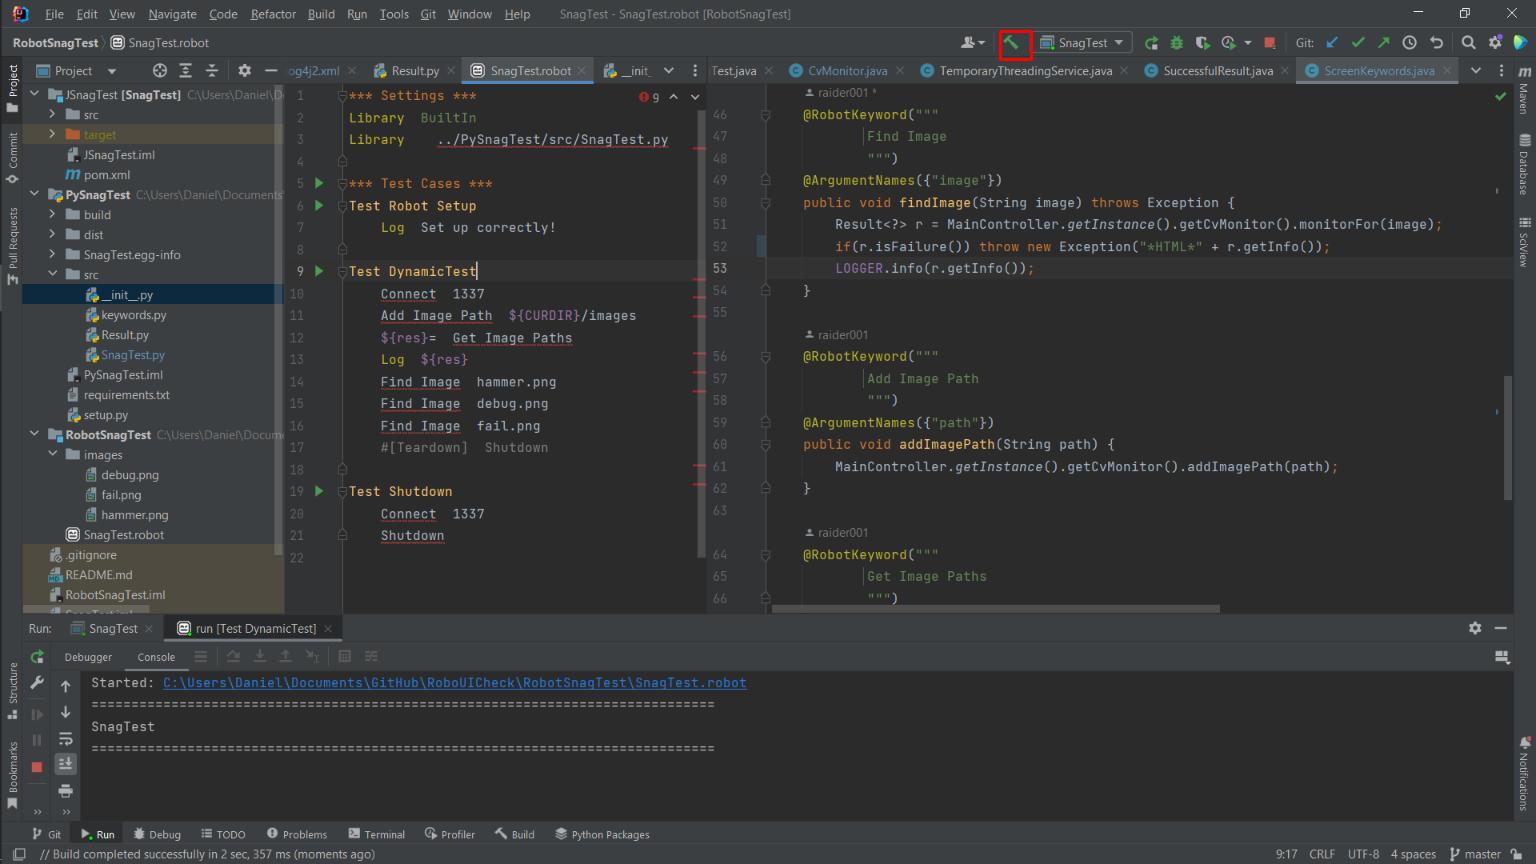 File Edit View Navigate Code Refactor Build Run Tools Git Window Help SnagTest - SnagTest.robot [RobotSnagTest]
RobotSnagTest SnagTest.robot SnagTest Git:
Project
og4j2.xml Result.py SnagTest.robot __init_ Test.java CvMonitor.java TemporaryThreadingService.java SuccessfulResult.java ScreenKeywords.java
JSnagTest [SnagTest] C:\Users\Daniel\D
src
target
JSnagTest.iml
pom.xml
PySnagTest C:\Users\Daniel\Documents
build
dist
SnagTest.egg-info
src
__init__.py
keywords.py
Result.py
SnagTest.py
PySnagTest.iml
requirements.txt
setup.py
RobotSnagTest C:\Users\Daniel\Docum
images
debug.png
fail.png
hammer.png
SnagTest.robot
.gitignore
README.md
RobotSnagTest.iml
Project
Commit
Pull Requests
Structure
Bookmarks
9
1 *** Settings ***
2 Library BuiltIn
3 Library ../PySnagTest/src/SnagTest.py
4
5 *** Test Cases ***
6 Test Robot Setup
7 Log Set up correctly!
8
9 Test DynamicTest
10 Connect 1337
11 Add Image Path ${CURDIR}/images
12 ${res}= Get Image Paths
13 Log ${res}
14 Find Image hammer.png
15 Find Image debug.png
16 Find Image fail.png
17 #[Teardown] Shutdown
18
19 Test Shutdown
20 Connect 1337
21 Shutdown
22
raider001 *
46 @RobotKeyword("""
47 Find Image
48 """)
49 @ArgumentNames({"image"})
50 public void findImage(String image) throws Exception {
51 Result<?> r = MainController.getInstance().getCvMonitor().monitorFor(image);
52 if(r.isFailure()) throw new Exception("*HTML*" + r.getInfo());
53 LOGGER.info(r.getInfo());
54 }
55
raider001
56 @RobotKeyword("""
57 Add Image Path
58 """)
59 @ArgumentNames({"path"})
60 public void addImagePath(String path) {
61 MainController.getInstance().getCvMonitor().addImagePath(path);
62 }
63
raider001
64 @RobotKeyword("""
65 Get Image Paths
66 """)
Maven
Database
SciView
Notifications
Run: SnagTest run [Test DynamicTest]
Debugger Console
Started: C:\Users\Daniel\Documents\GitHub\RoboUICheck\RobotSnagTest\SnagTest.robot
==============================================================================
SnagTest
==============================================================================
Git Run Debug TODO Problems Terminal Profiler Build Python Packages
// Build completed successfully in 2 sec, 357 ms (moments ago) 9:17 CRLF UTF-8 4 spaces master